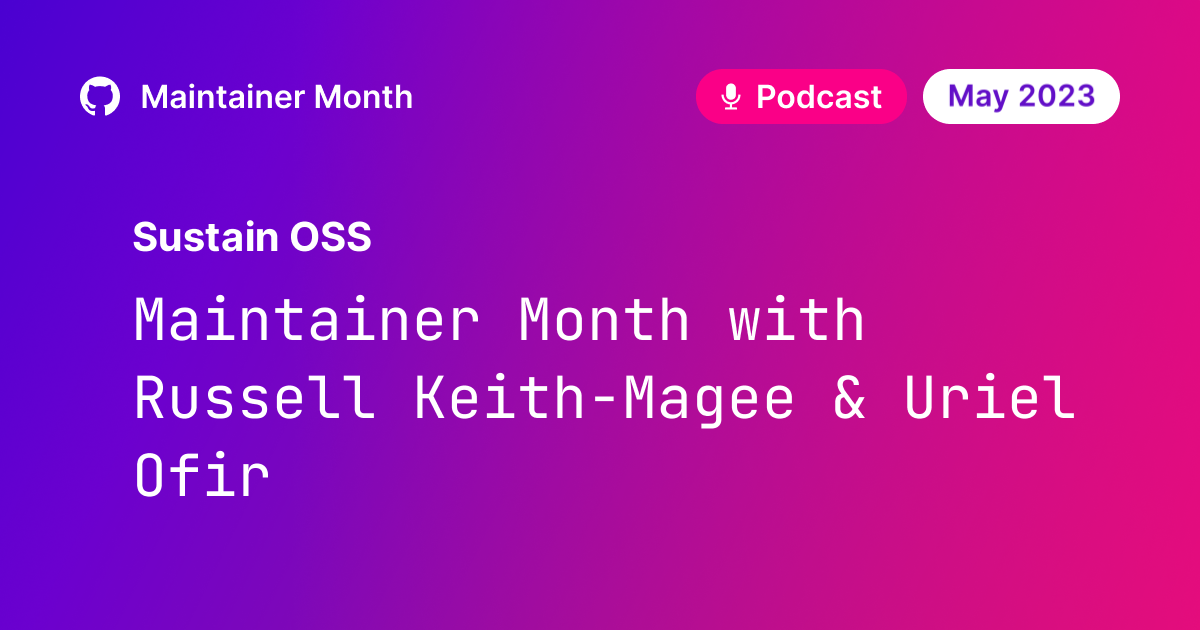 Maintainer Month
Podcast
May 2023
Sustain OSS
Maintainer Month with
Russell Keith-Magee & Uriel
Ofir